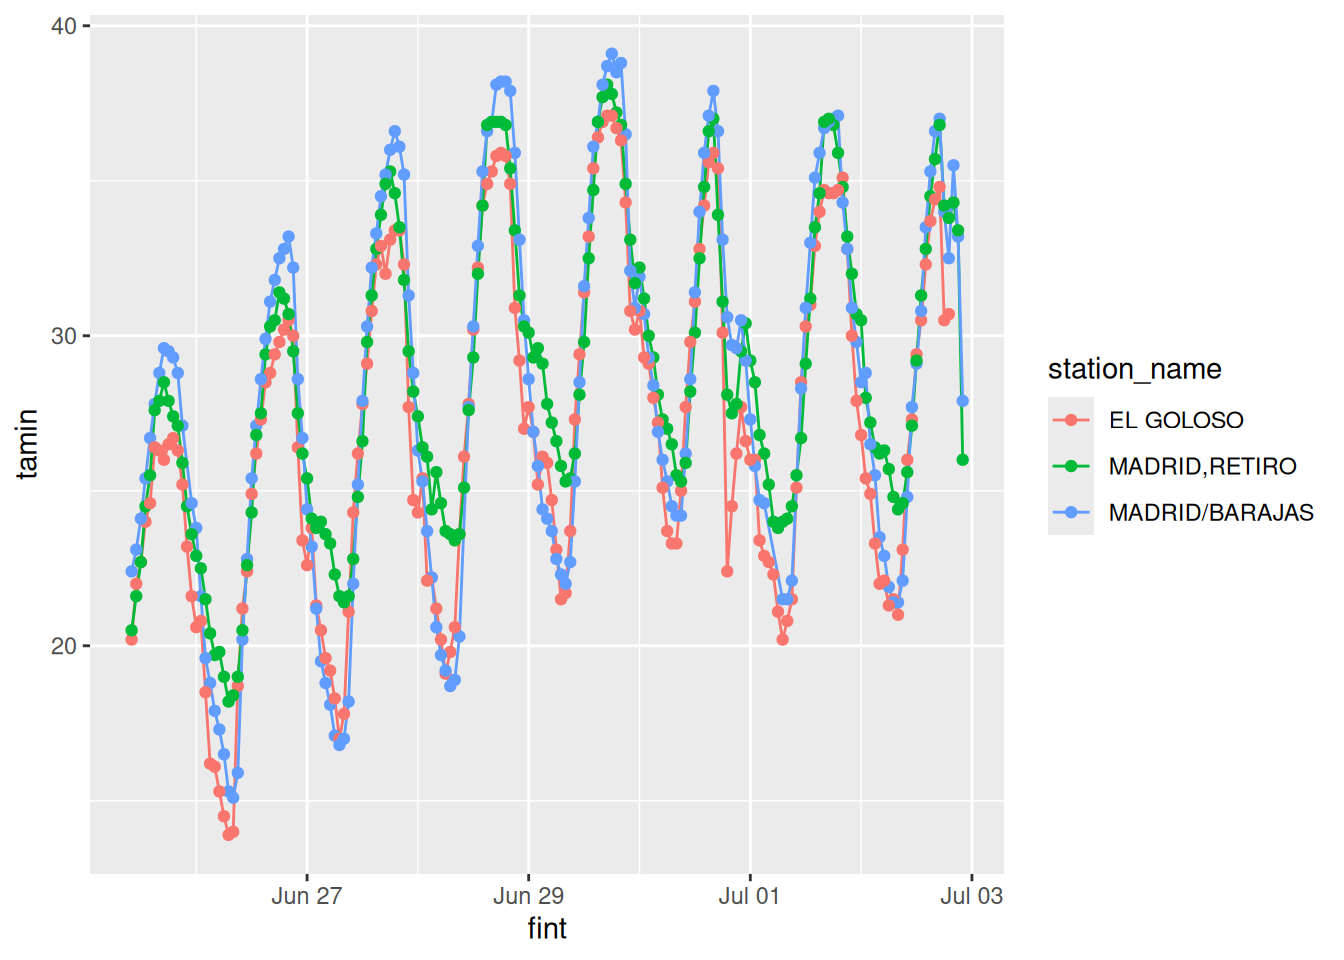 40
30
20
tamin
Jun 27
Jun 29
Jul 01
Jul 03
fint
station_name
EL GOLOSO
MADRID,RETIRO
MADRID/BARAJAS